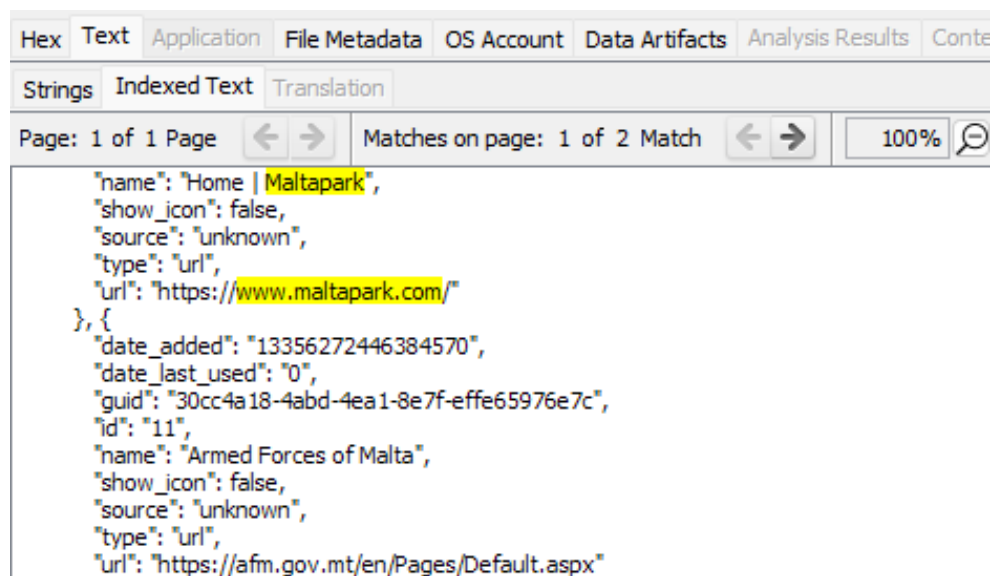 Hex Text Application File Metadata OS Account Data Artifacts Analysis Results
Strings Indexed Text Translation
Page: 1 of 1 Page Matches on page: 1 of 2 Match 100%
"name": "Home | Maltapark",
"show_icon": false,
"source": "unknown",
"type": "url",
"url": "https://www.maltapark.com/"
}, {
"date_added": "13356272446384570",
"date_last_used": "0",
"guid": "30cc4a18-4abd-4ea1-8e7f-effe65976e7c",
"id": "11",
"name": "Armed Forces of Malta",
"show_icon": false,
"source": "unknown",
"type": "url",
"url": "https://afm.gov.mt/en/Pages/Default.aspx"